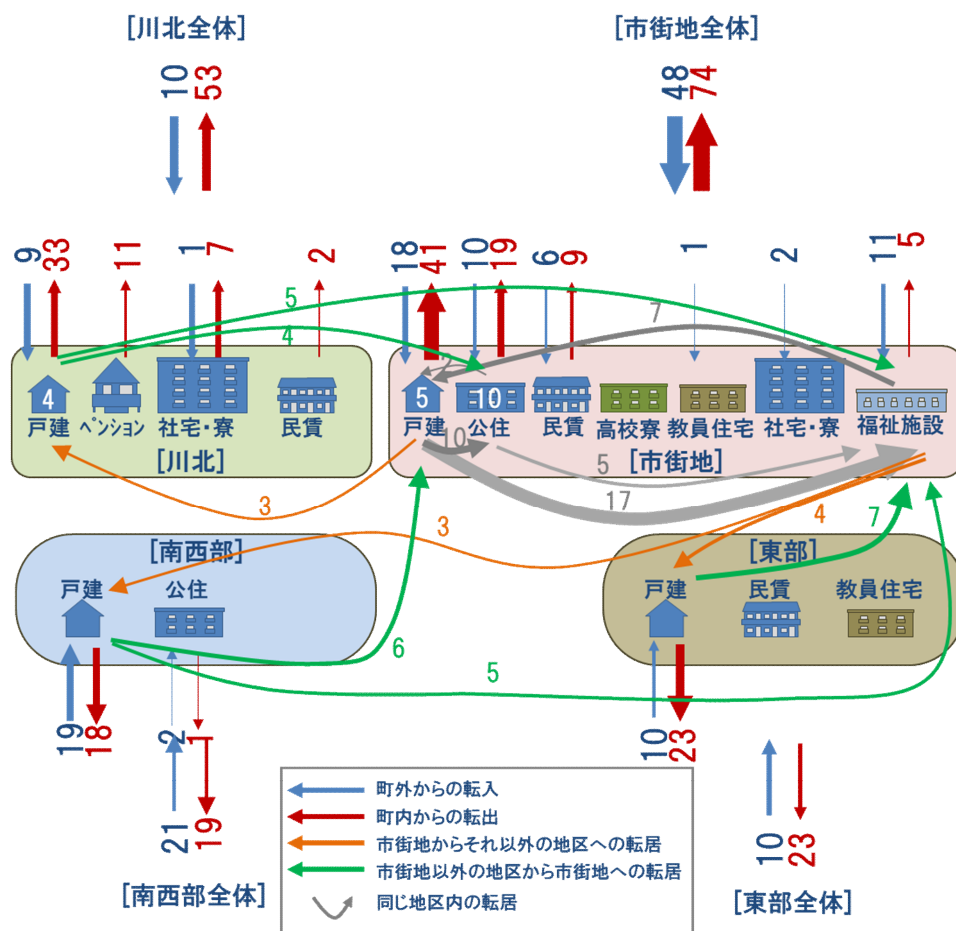 [川北全体] [市街地全体]
10 53 48 74
9 33 11 1 7 2 18 41 10 19 6 9 1 2 11 5
5
4
7
2
4 5 10
戸建 ペンション 社宅・寮 民賃 戸建 公住 民賃 高校寮 教員住宅 社宅・寮 福祉施設
[川北] 10 5 [市街地]
3 17
3 4 7
[南西部] [東部]
戸建 公住 戸建 民賃 教員住宅
6
5
19 18 2 1 10 23
21 19 10 23
[南西部全体] [東部全体]
町外からの転入
町内からの転出
市街地からそれ以外の地区への転居
市街地以外の地区から市街地への転居
同じ地区内の転居